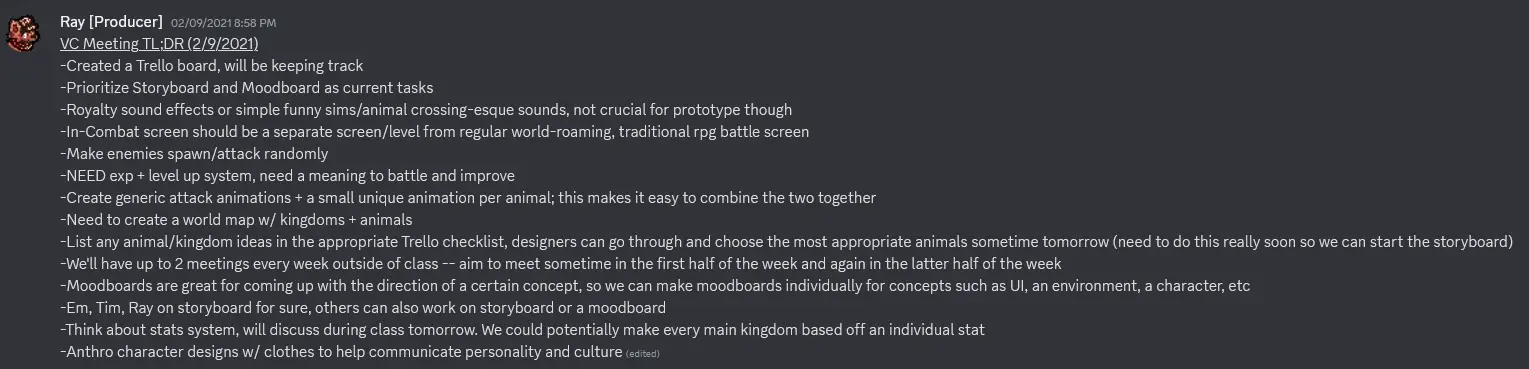 Ray [Producer] 02/09/2021 8:58 PM
VC Meeting TL;DR (2/9/2021)
-Created a Trello board, will be keeping track
-Prioritize Storyboard and Moodboard as current tasks
-Royalty sound effects or simple funny sims/animal crossing-esque sounds, not crucial for prototype though
-In-Combat screen should be a separate screen/level from regular world-roaming, traditional rpg battle screen
-Make enemies spawn/attack randomly
-NEED exp + level up system, need a meaning to battle and improve
-Create generic attack animations + a small unique animation per animal; this makes it easy to combine the two together
-Need to create a world map w/ kingdoms + animals
-List any animal/kingdom ideas in the appropriate Trello checklist, designers can go through and choose the most appropriate animals sometime tomorrow (need to do this really soon so we can start the storyboard)
-We'll have up to 2 meetings every week outside of class -- aim to meet sometime in the first half of the week and again in the latter half of the week
-Moodboards are great for coming up with the direction of a certain concept, so we can make moodboards individually for concepts such as UI, an environment, a character, etc
-Em, Tim, Ray on storyboard for sure, others can also work on storyboard or a moodboard
-Think about stats system, will discuss during class tomorrow. We could potentially make every main kingdom based off an individual stat
-Anthro character designs w/ clothes to help communicate personality and culture (edited)